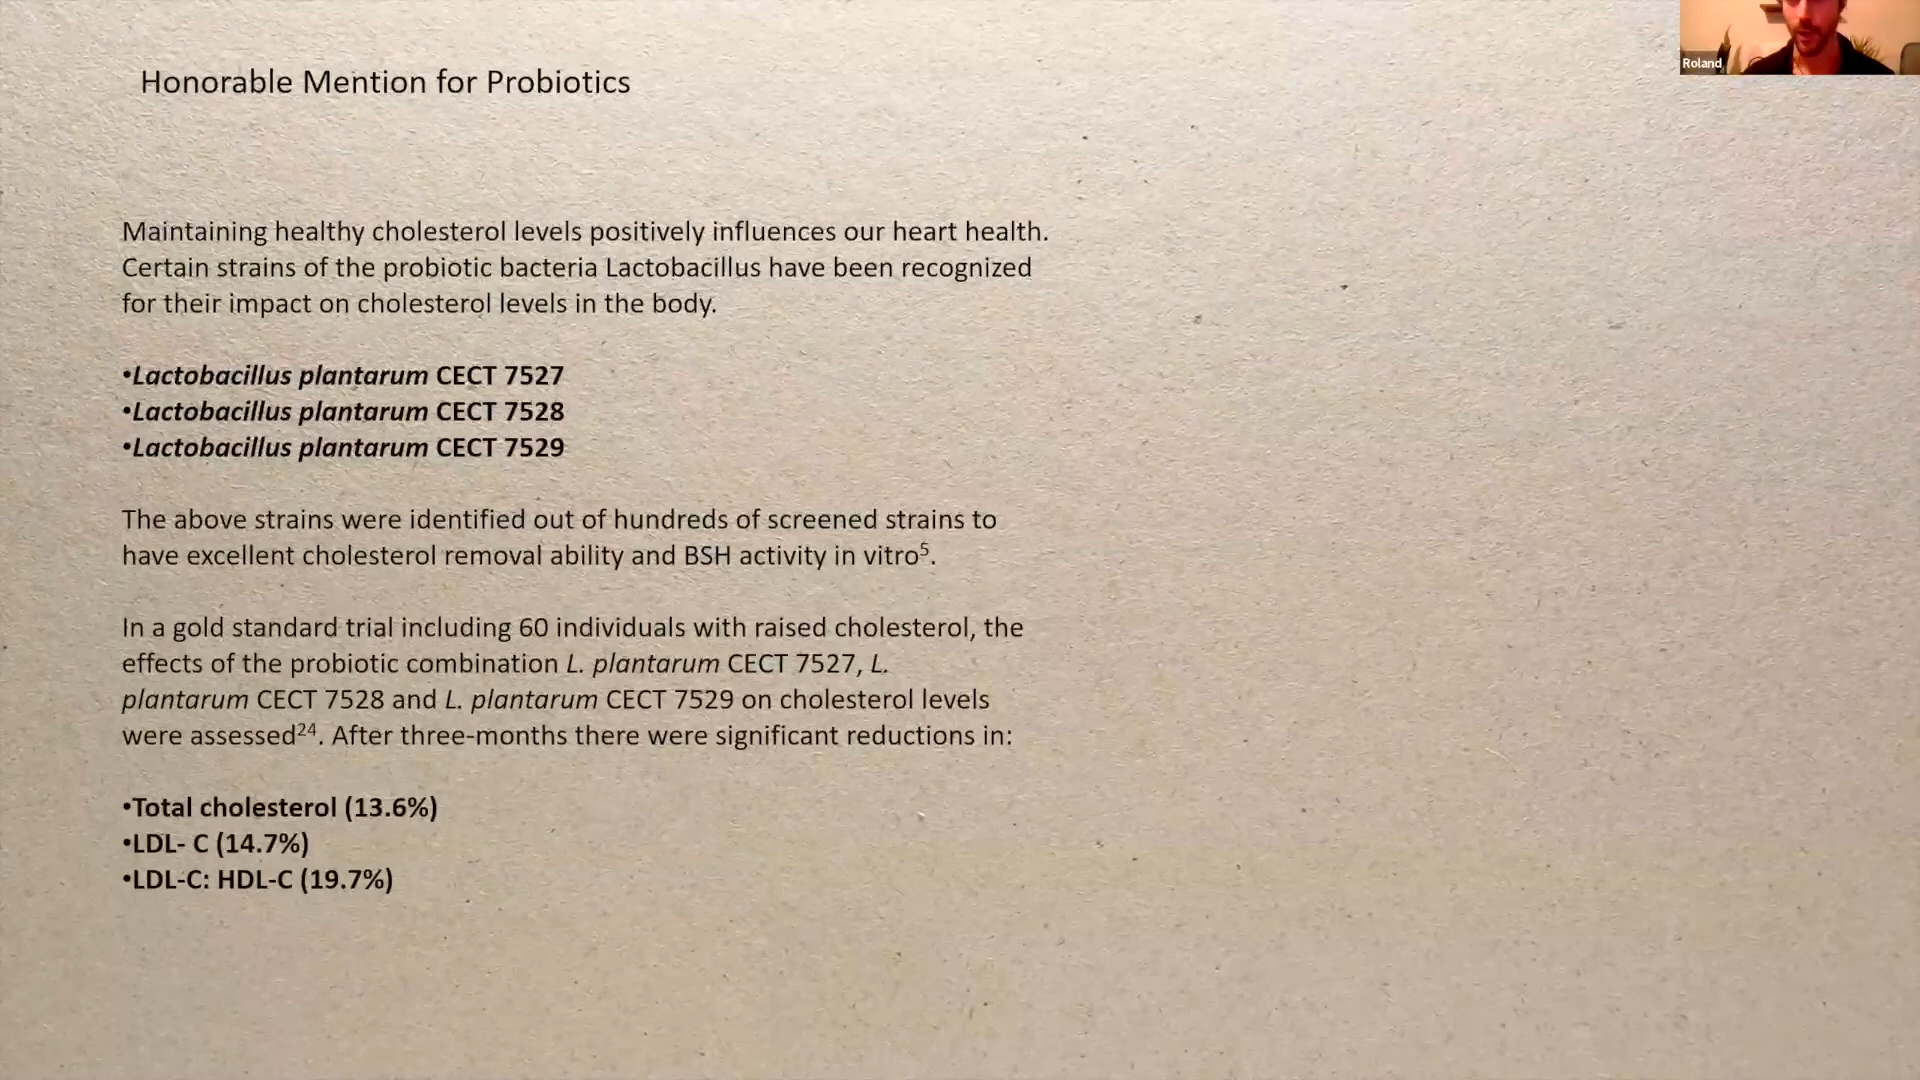 Roland
Honorable Mention for Probiotics
Maintaining healthy cholesterol levels positively influences our heart health.
Certain strains of the probiotic bacteria Lactobacillus have been recognized
for their impact on cholesterol levels in the body.
•Lactobacillus plantarum CECT 7527
•Lactobacillus plantarum CECT 7528
•Lactobacillus plantarum CECT 7529
The above strains were identified out of hundreds of screened strains to
have excellent cholesterol removal ability and BSH activity in vitro⁵.
In a gold standard trial including 60 individuals with raised cholesterol, the
effects of the probiotic combination L. plantarum CECT 7527, L.
plantarum CECT 7528 and L. plantarum CECT 7529 on cholesterol levels
were assessed²⁴. After three-months there were significant reductions in:
•Total cholesterol (13.6%)
•LDL- C (14.7%)
•LDL-C: HDL-C (19.7%)